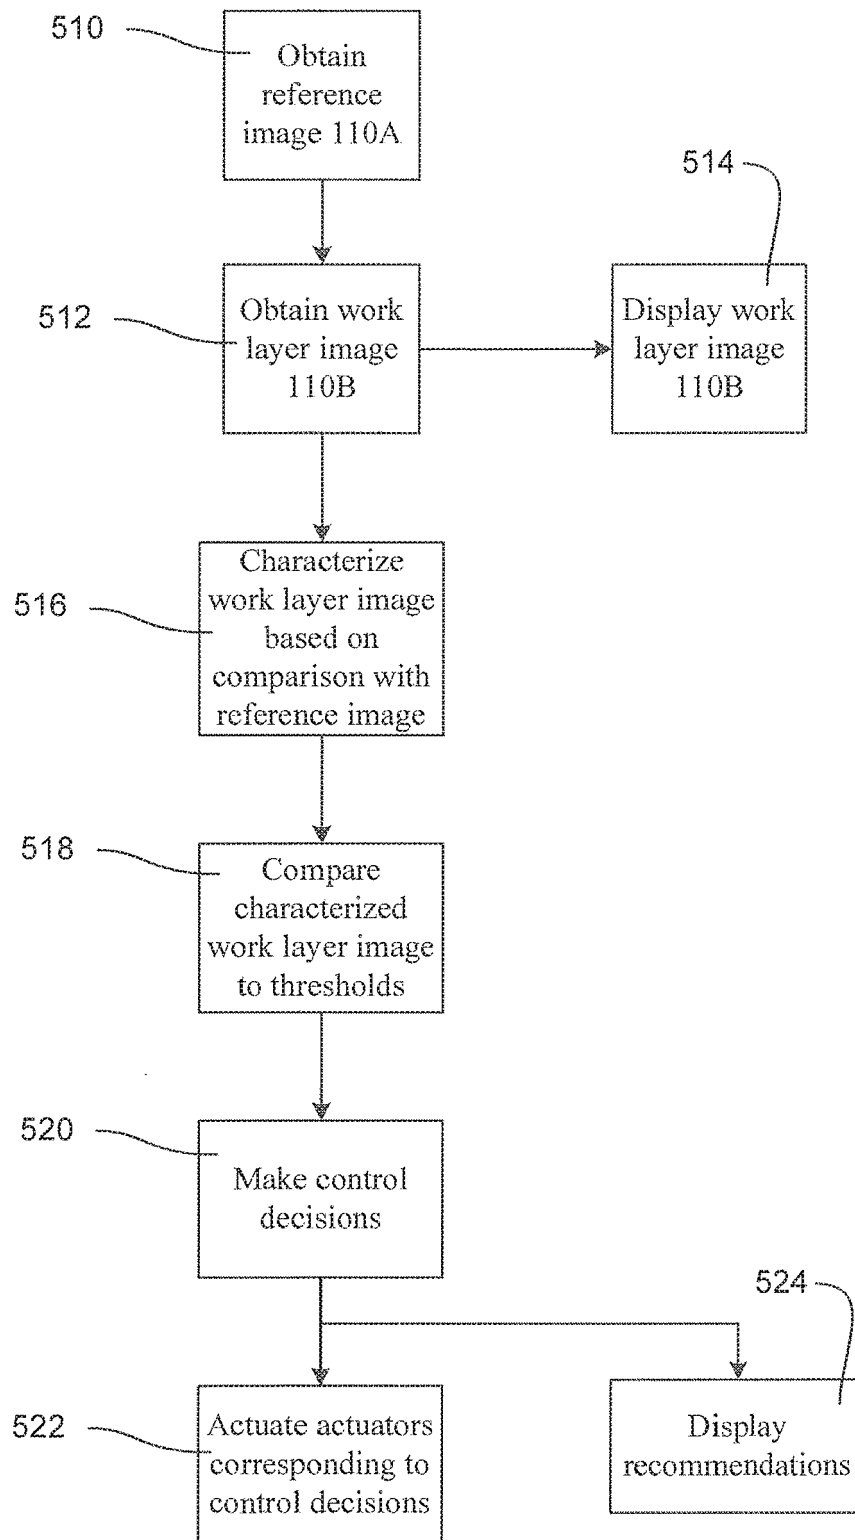 510
Obtain
reference
image 110A
514
512
Obtain work
layer image
110B
Display work
layer image
110B
516
Characterize
work layer image
based on
comparison with
reference image
518
Compare
characterized
work layer image
to thresholds
520
Make control
decisions
524
522
Actuate actuators
corresponding to
control decisions
Display
recommendations